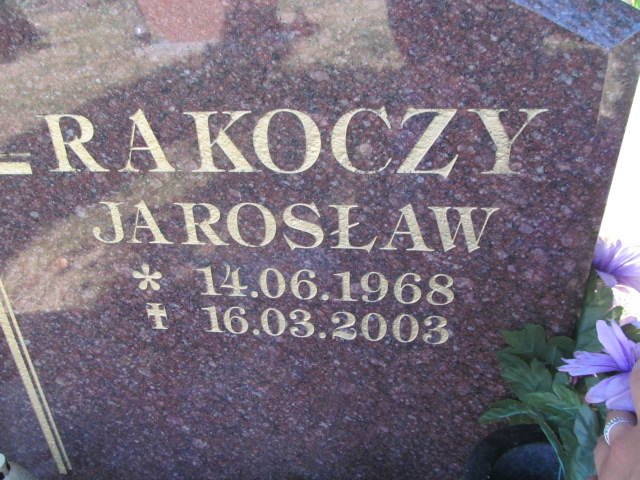 RAKOCZY
JAROSŁAW
* 14.06.1968
✝ 16.03.2003